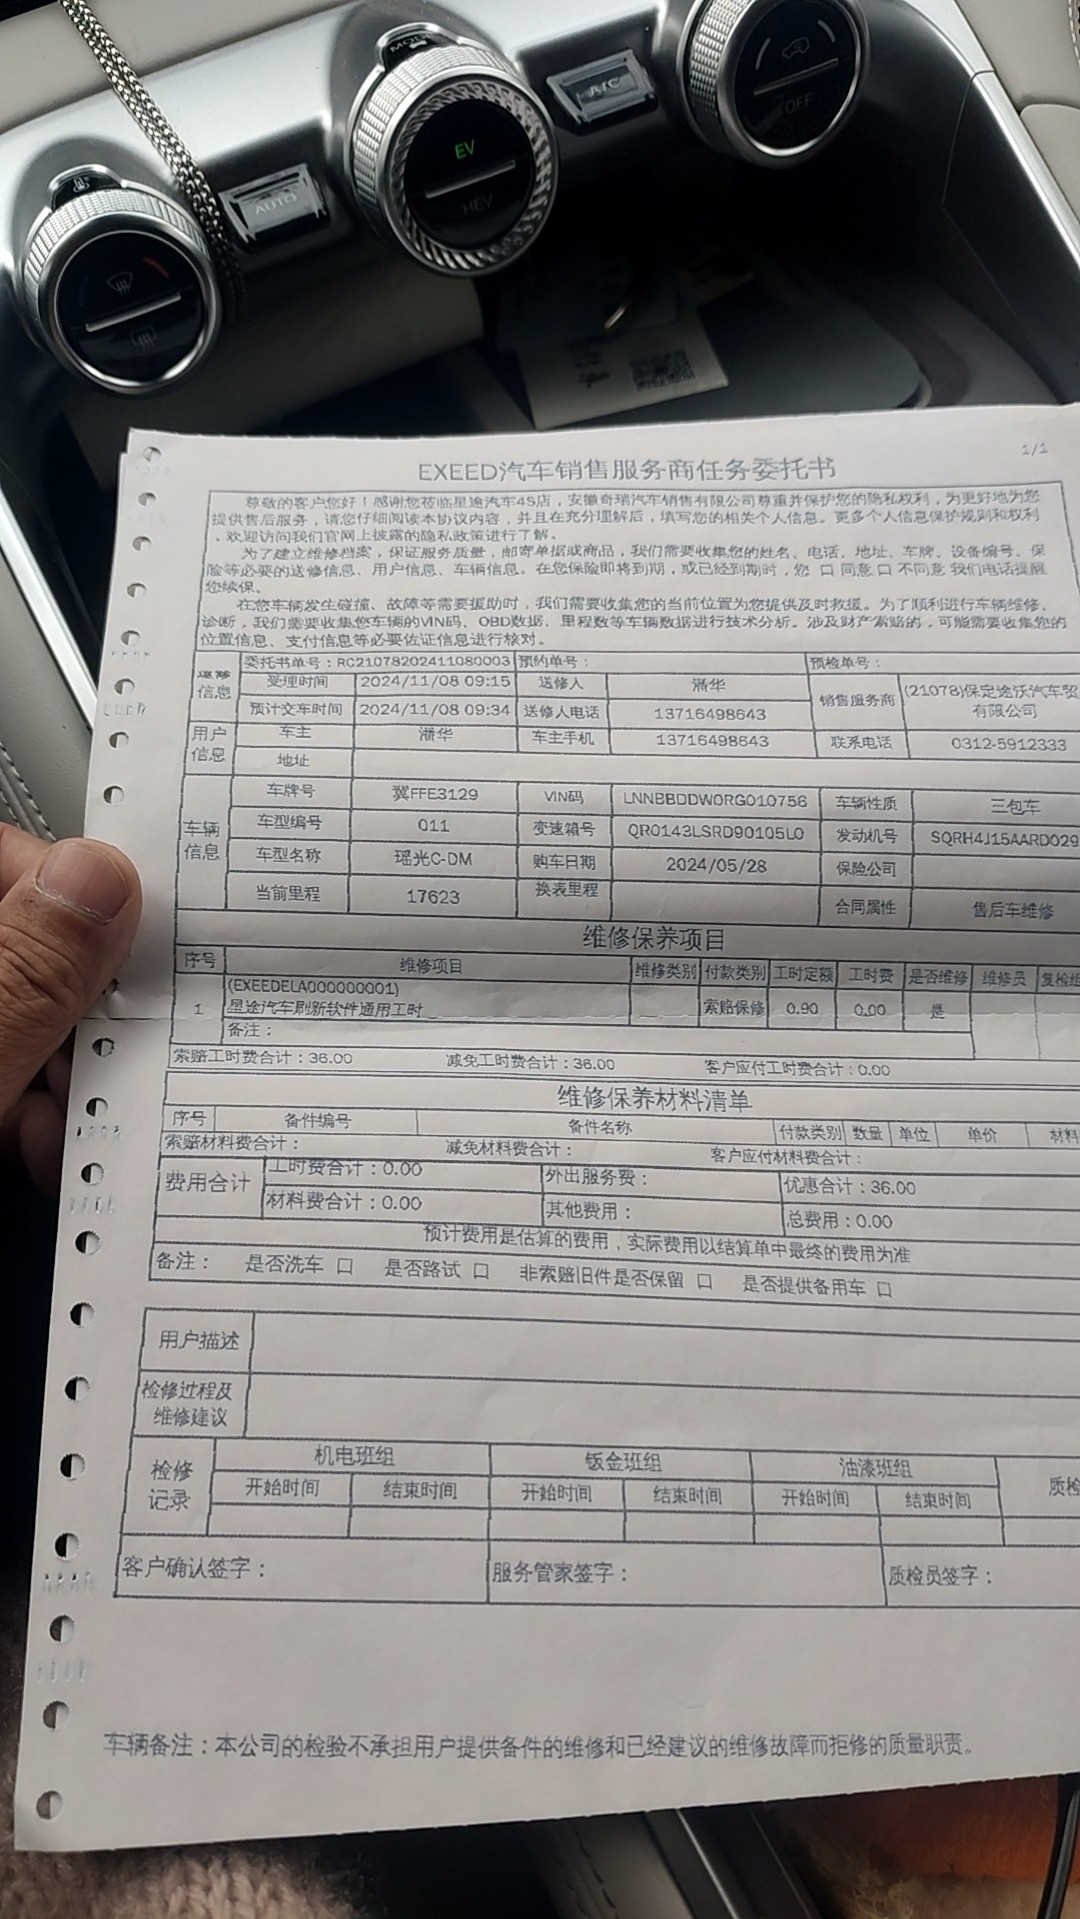 MODE
A/C
OFF
EV
HEV
AUTO
1/1
EXEED汽车销售服务商任务委托书
尊敬的客户您好！感谢您莅临星途汽车4S店，安徽奇瑞汽车销售有限公司尊重并保护您的隐私权利，为更好地为您
提供售后服务，请您仔细阅读本协议内容，并且在充分理解后，填写您的相关个人信息。更多个人信息保护规则和权利
，欢迎访问我们官网上披露的隐私政策进行了解。
为了建立维修档案，保证服务质量，邮寄单据或商品，我们需要收集您的姓名、电话、地址、车牌、设备编号、保
险等必要的送修信息、用户信息、车辆信息。在您保险即将到期，或已经到期时，您 口 同意 口 不同意 我们电话提醒
您续保。
在您车辆发生碰撞、故障等需要援助时，我们需要收集您的当前位置为您提供及时救援。为了顺利进行车辆维修、
诊断，我们需要收集您车辆的VIN码、OBD数据、里程数等车辆数据进行技术分析。涉及财产索赔的，可能需要收集您的
位置信息、支付信息等必要佐证信息进行核对。
送修信息 委托书单号：RC21078202411080003 预约单号： 预检单号：
受理时间 2024/11/08 09:15 送修人 潘华 销售服务商 (21078)保定途沃汽车贸
有限公司
预计交车时间 2024/11/08 09:34 送修人电话 13716498643
用户信息 车主 潘华 车主手机 13716498643 联系电话 0312-5912333
地址
车辆信息 车牌号 冀FFE3129 VIN码 LNNBBDDW0RG010756 车辆性质 三包车
车型编号 011 变速箱号 QR0143LSRD90105L0 发动机号 SQRH4J15AARD029
车型名称 瑶光C-DM 购车日期 2024/05/28 保险公司
当前里程 17623 换表里程 合同属性 售后车维修
维修保养项目
序号 维修项目 维修类别 付款类别 工时定额 工时费 是否维修 维修员 复检组
(EXEEDELA000000001)
1 星途汽车刷新软件通用工时 索赔保修 0.90 0.00 是
备注：
索赔工时费合计：36.00 减免工时费合计：36.00 客户应付工时费合计：0.00
维修保养材料清单
序号 备件编号 备件名称 付款类别 数量 单位 单价 材料
索赔材料费合计： 减免材料费合计： 客户应付材料费合计：
费用合计 工时费合计：0.00 外出服务费： 优惠合计：36.00
材料费合计：0.00 其他费用： 总费用：0.00
预计费用是估算的费用，实际费用以结算单中最终的费用为准
备注： 是否洗车 口 是否路试 口 非索赔旧件是否保留 口 是否提供备用车 口
用户描述
检修过程及
维修建议
检修记录 机电班组 钣金班组 油漆班组 质检
开始时间 结束时间 开始时间 结束时间 开始时间 结束时间
客户确认签字： 服务管家签字： 质检员签字：
车辆备注：本公司的检验不承担用户提供备件的维修和已经建议的维修故障而拒修的质量职责。